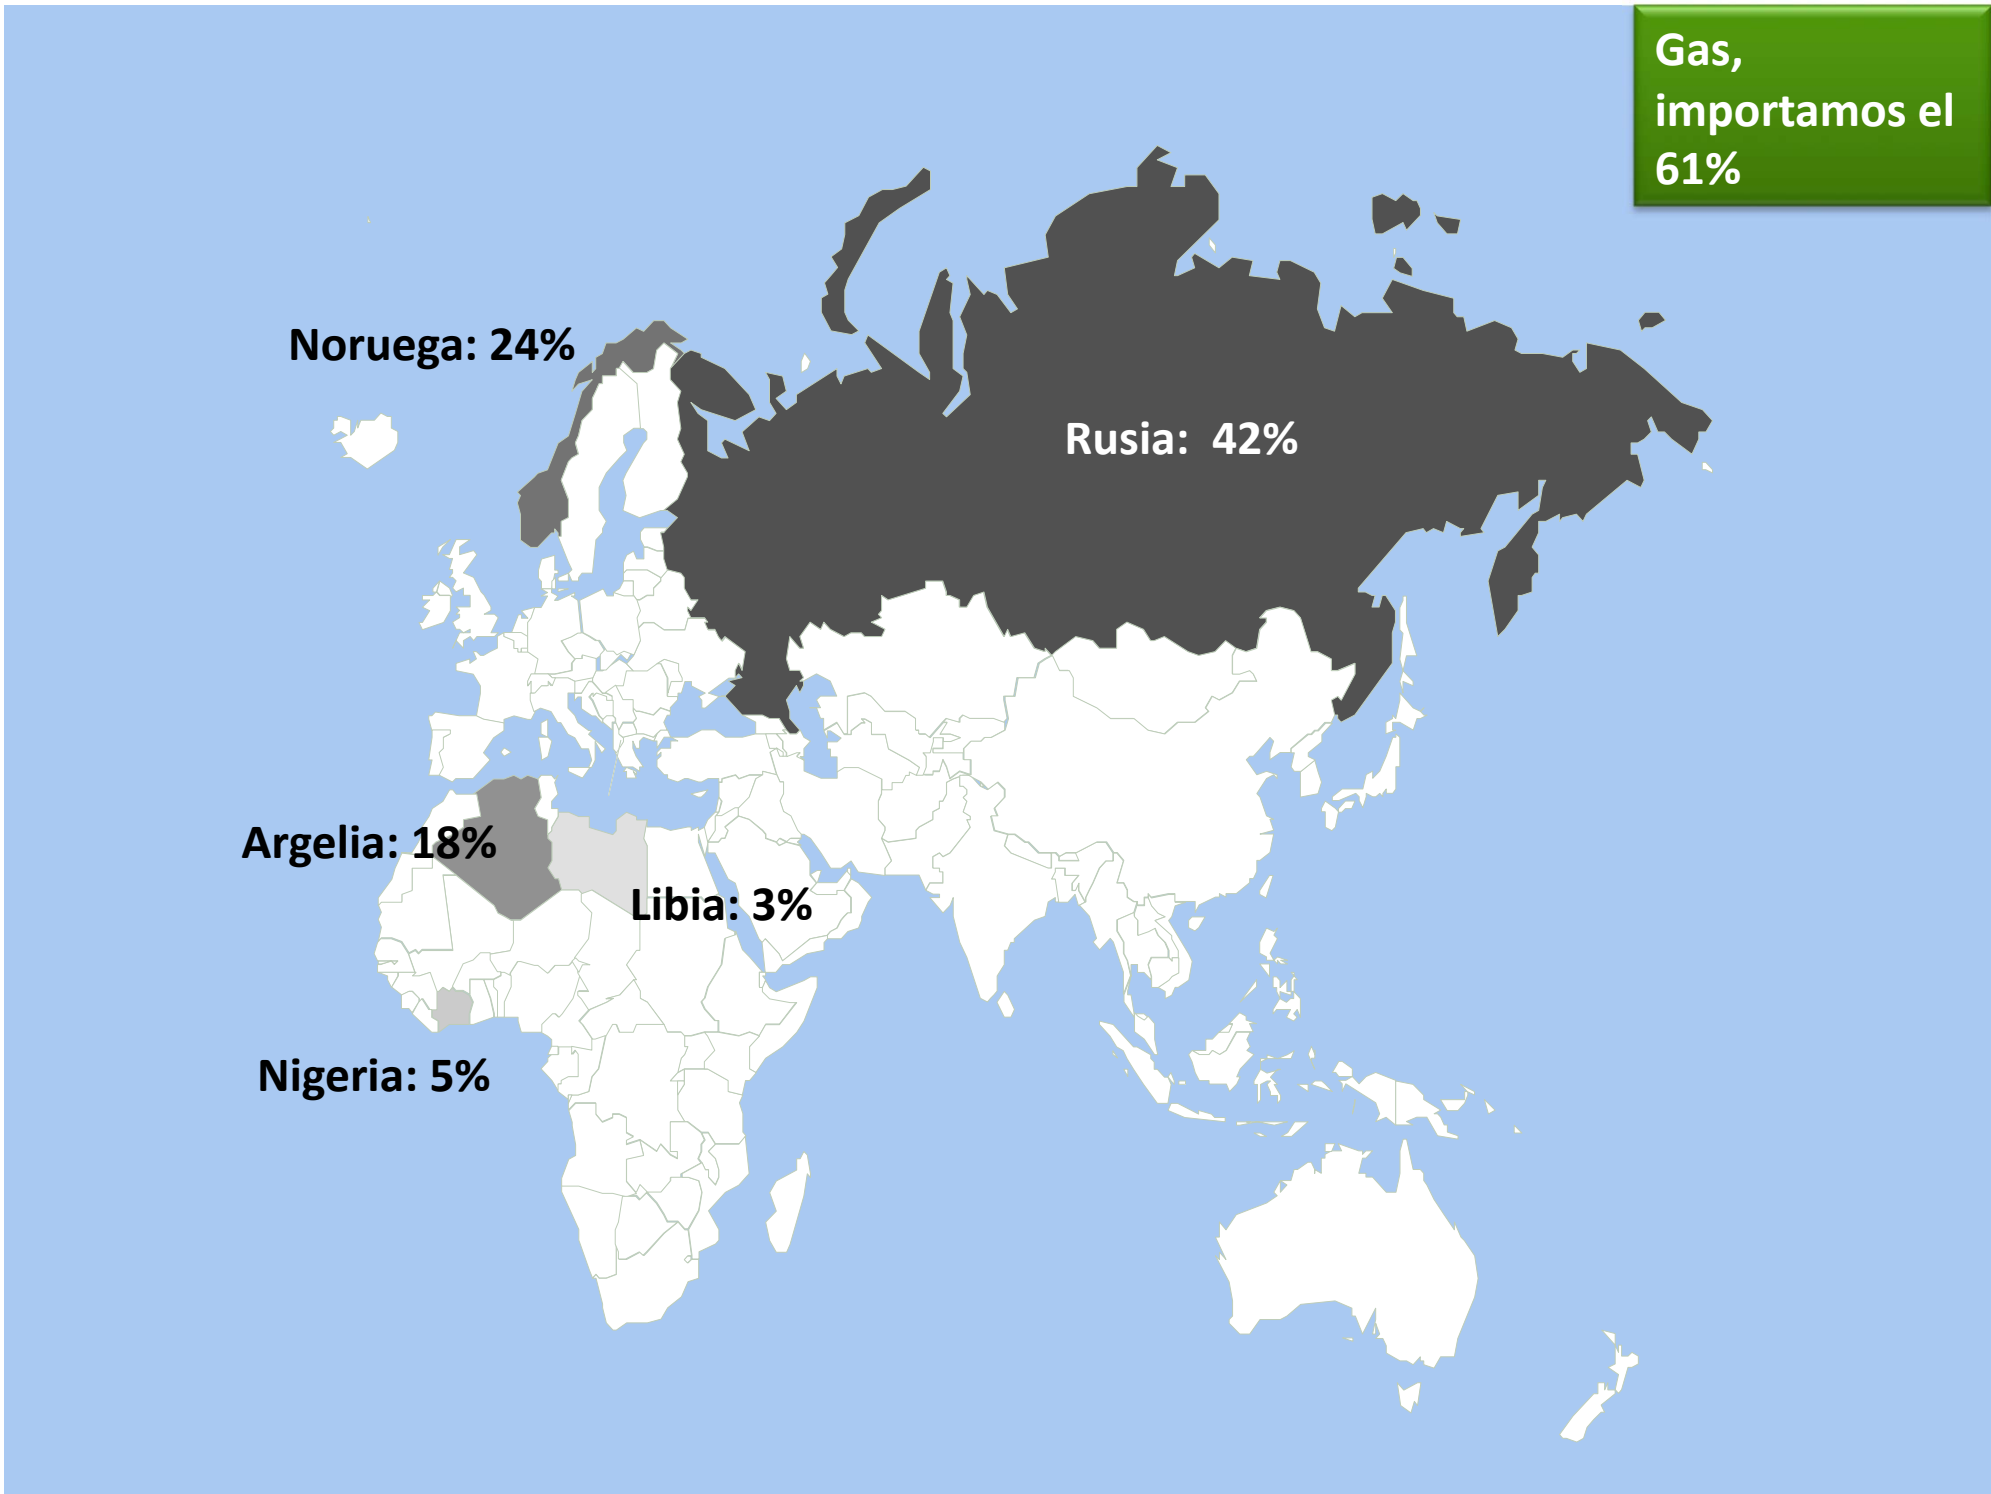 Gas,
importamos el
61%
Noruega: 24%
Rusia:  42%
Argelia: 18%
Libia: 3%
Nigeria: 5%